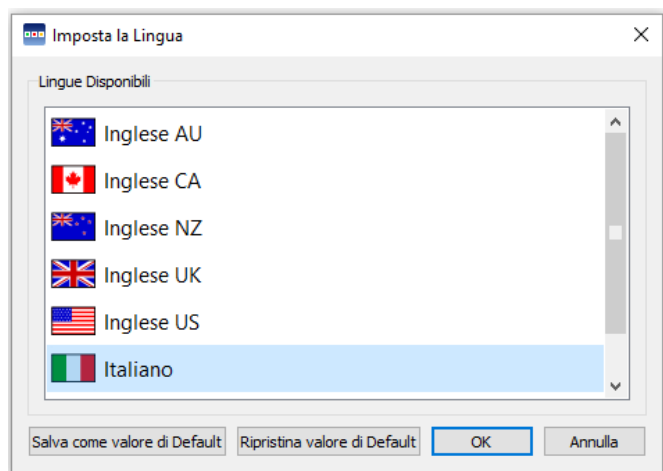 Imposta la Lingua
Lingue Disponibili
Inglese AU
Inglese CA
Inglese NZ
Inglese UK
Inglese US
Italiano
Salva come valore di Default Ripristina valore di Default OK Annulla